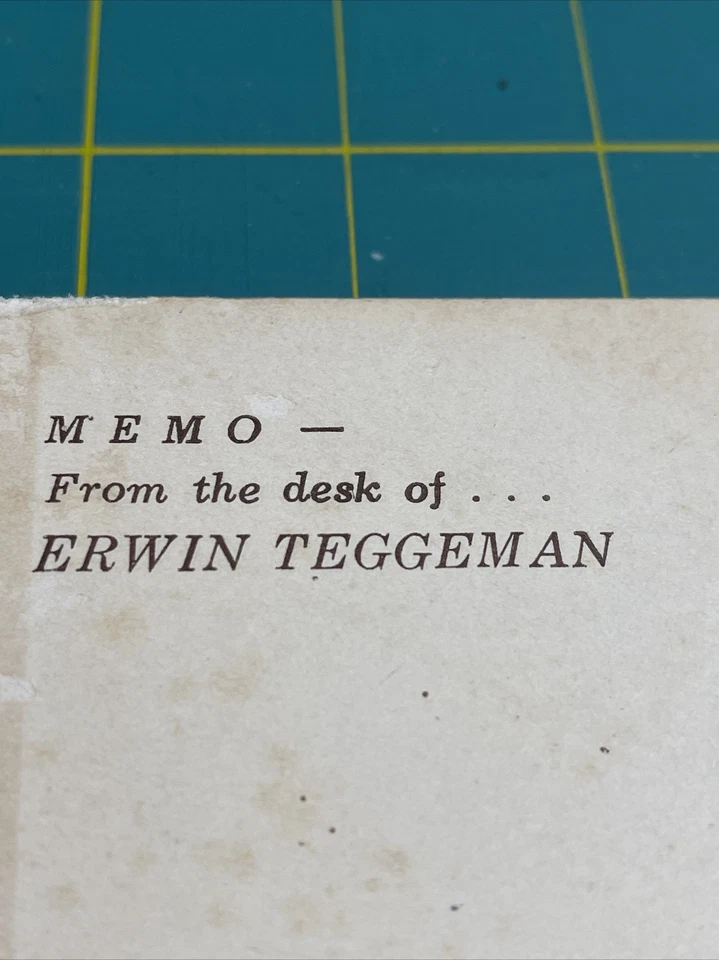 MEMO —
From the desk of . . .
ERWIN TEGGEMAN